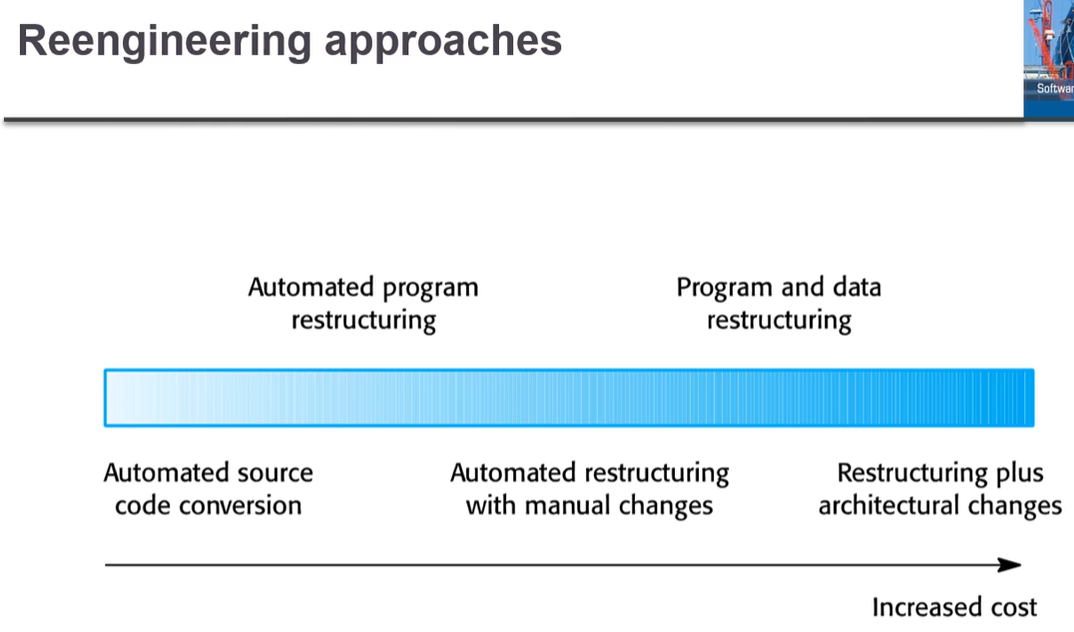 Reengineering approaches
Automated program
restructuring
Program and data
restructuring
Automated source
code conversion
Automated restructuring
with manual changes
Restructuring plus
architectural changes
Increased cost